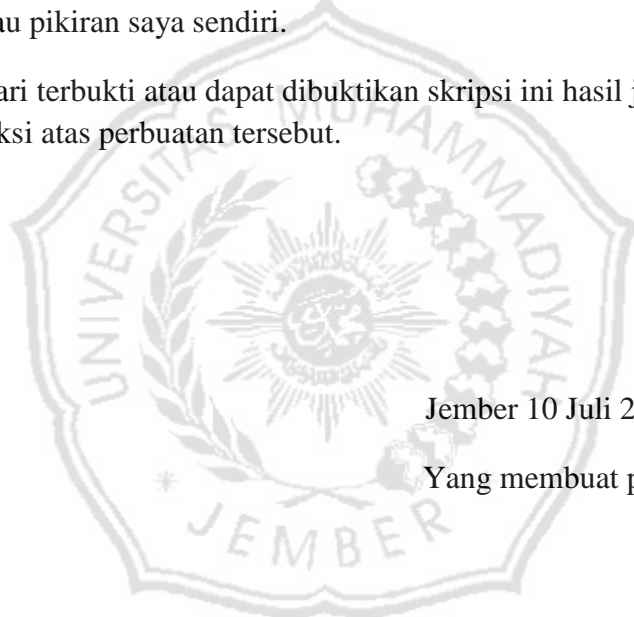 au pikiran saya sendiri.
ari terbukti atau dapat dibuktikan skripsi ini hasil j
ksi atas perbuatan tersebut.
UNIVERSITAS MUHAMMADIYAH
JEMBER
Jember 10 Juli 2
Yang membuat p